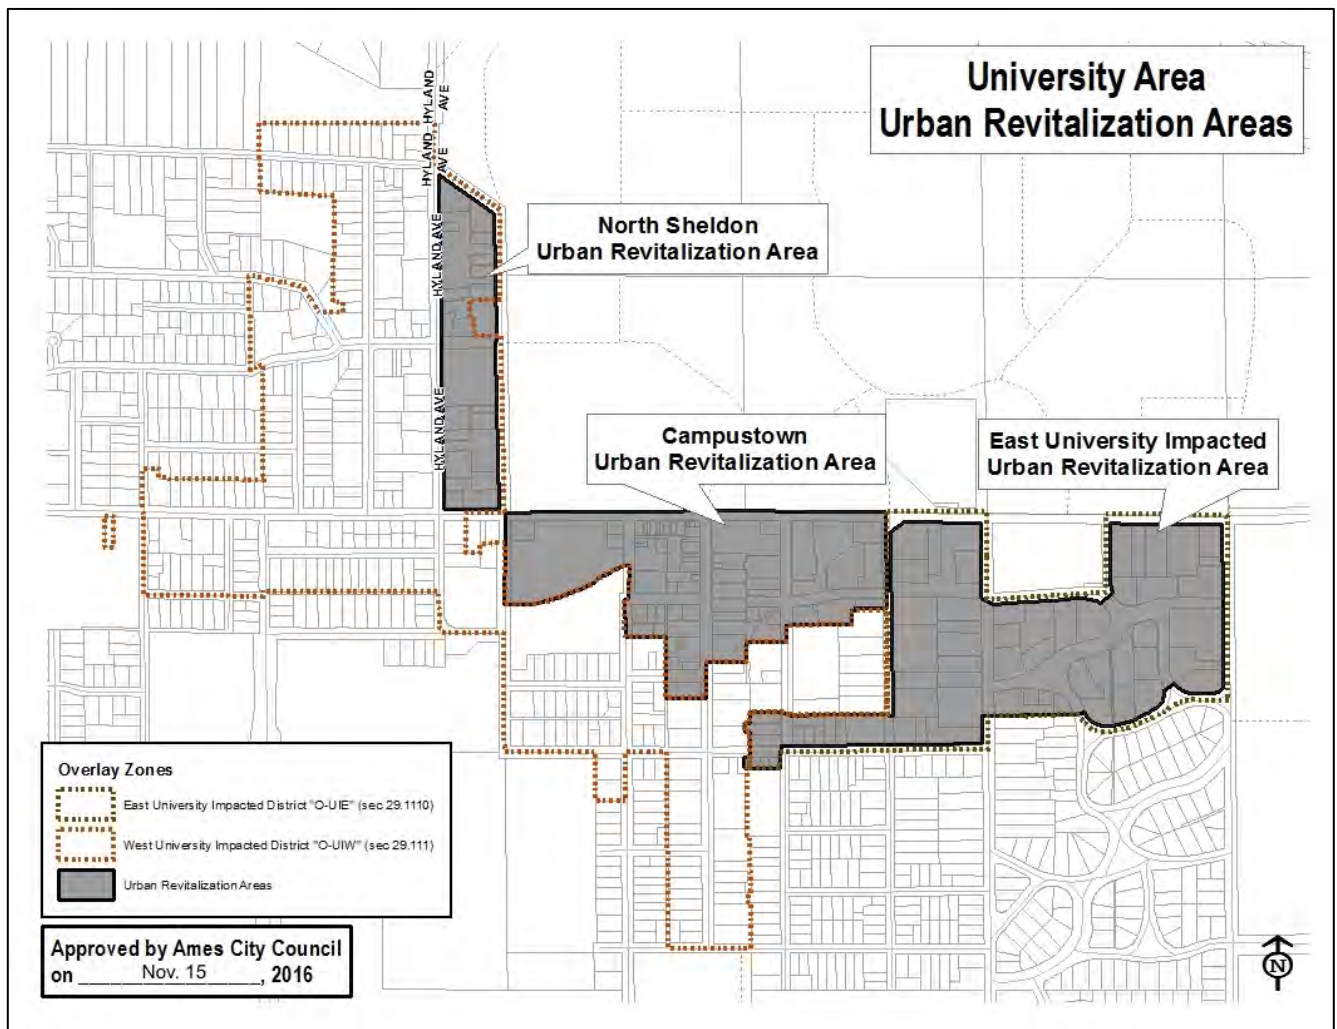 University Area
Urban Revitalization Areas
HYLAND AVE
HYLAND AVE
HYLAND AVE
HYLAND AVE
North Sheldon
Urban Revitalization Area
Campustown
Urban Revitalization Area
East University Impacted
Urban Revitalization Area
Overlay Zones
East University Impacted District "O-UIE" (sec 29.1110)
West University Impacted District "O-UIW" (sec 29.111)
Urban Revitalization Areas
Approved by Ames City Council
on Nov. 15, 2016
N